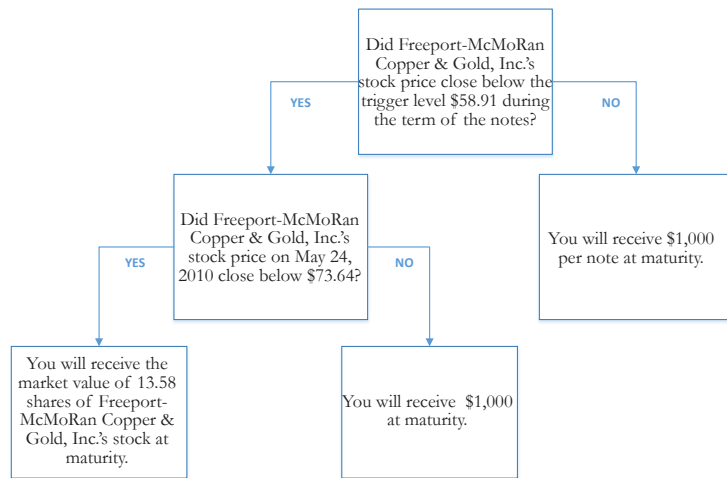 Did Freeport-McMoRan
Copper & Gold, Inc.'s
stock price close below the
trigger level $58.91 during
the term of the notes?
YES
NO
Did Freeport-McMoRan
Copper & Gold, Inc.'s
stock price on May 24,
2010 close below $73.64?
You will receive $1,000
per note at maturity.
YES
NO
You will receive the
market value of 13.58
shares of Freeport-
McMoRan Copper &
Gold, Inc.'s stock at
maturity.
You will receive $1,000
at maturity.